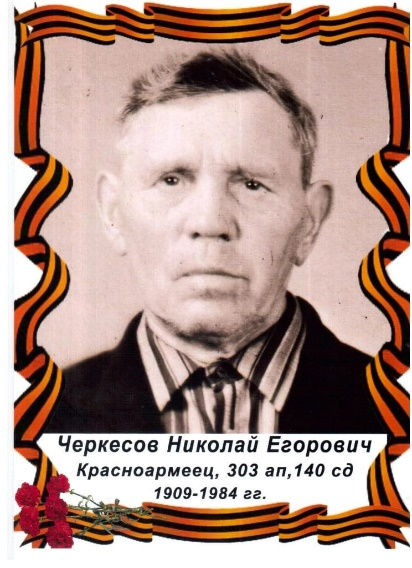 Черкесов Николай Егорович
Красноармеец, 303 ап,140 сд
1909-1984 гг.